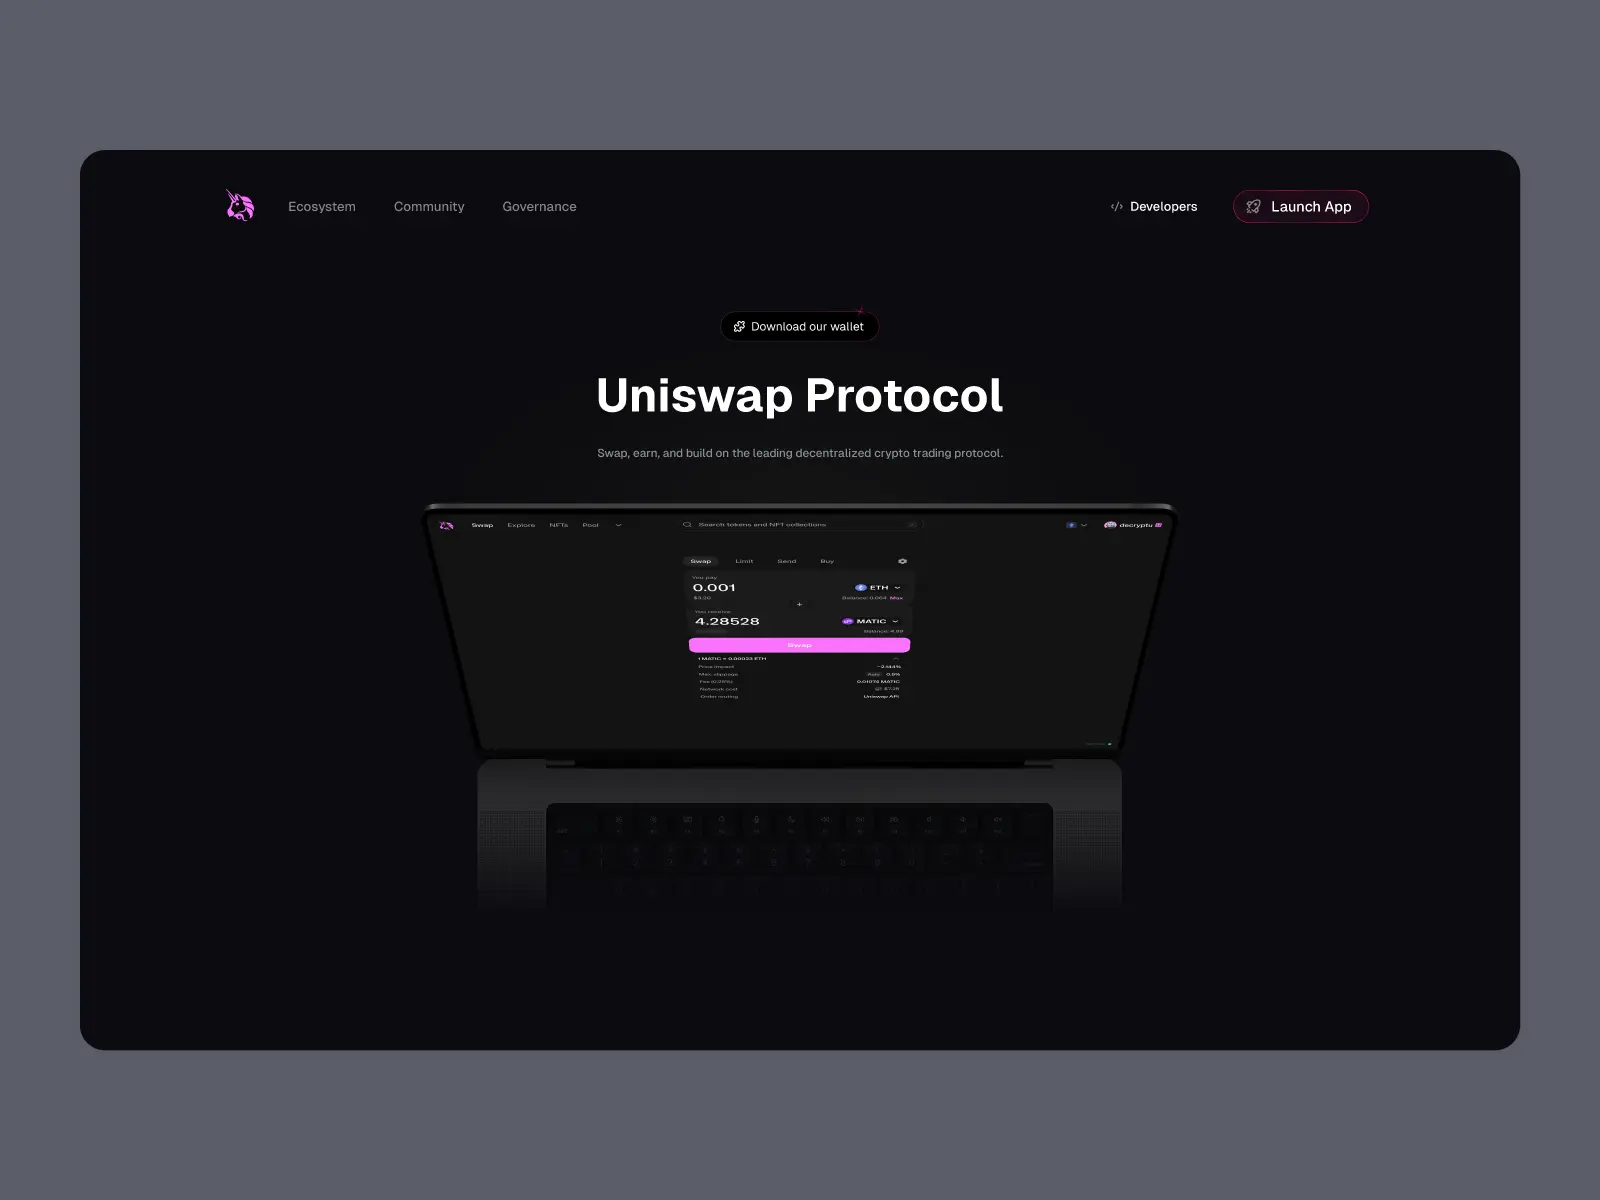 Ecosystem Community Governance </> Developers Launch App
Download our wallet
Uniswap Protocol
Swap, earn, and build on the leading decentralized crypto trading protocol.
Swap Explore NFTs Pool Search tokens and NFT collections decryptu
Swap Limit Send Buy
You pay
0.001 ETH
$3.26 Balance: 0.064 Max
You receive
4.28528 MATIC
Balance: 4.99
Swap
1 MATIC = 0.00023 ETH
Price impact
Max. slippage Auto 0.5%
Fee (0.25%) 0.01076 MATIC
Network cost $7.25
Order routing Uniswap API